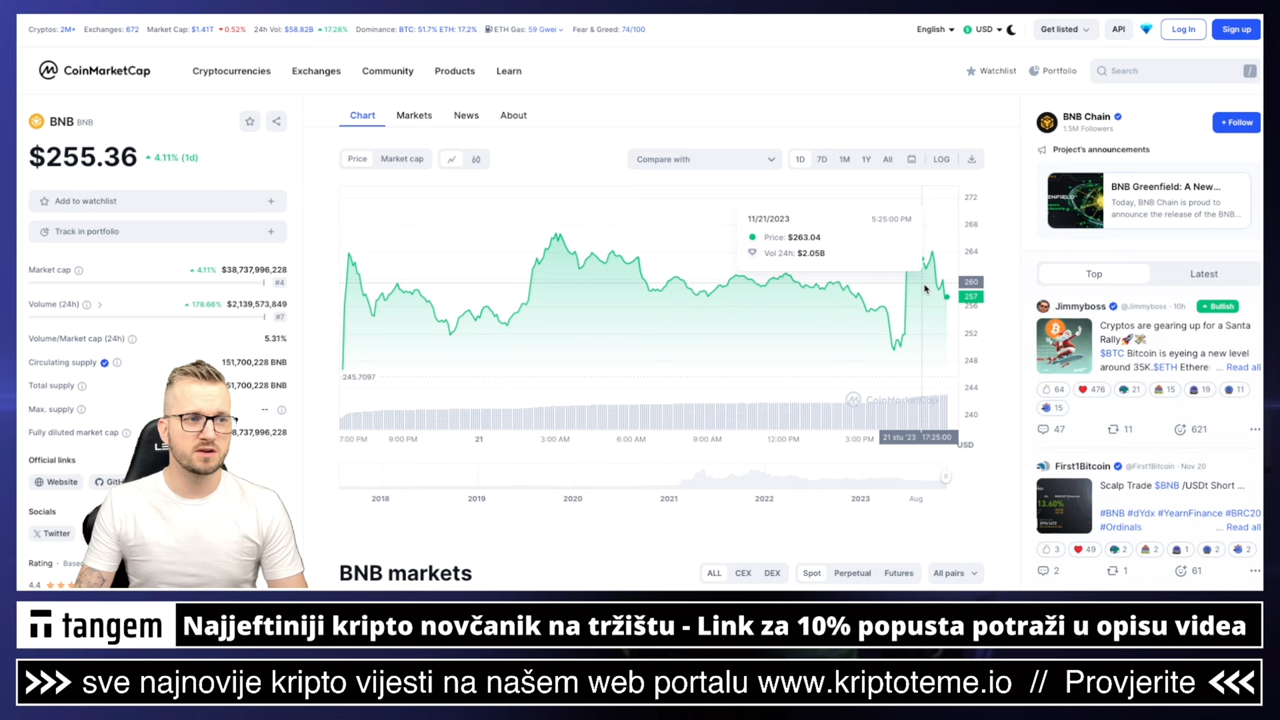 Cryptos: 2M+ Exchanges: 672 Market Cap: $1.41T 0.52% 24h Vol: $58.82B 17.28% Dominance: BTC: 51.7% ETH: 17.2% ETH Gas: 59 Gwei Fear & Greed: 74/100
English USD Get listed API Log In Sign up
CoinMarketCap Cryptocurrencies Exchanges Community Products Learn Watchlist Portfolio Search /
BNB BNB
$255.36 4.11% (1d)
Add to watchlist +
Track in portfolio +
Market cap 4.11% $38,737,996,228
#4
Volume (24h) 178.66% $2,139,573,849
#7
Volume/Market cap (24h) 5.31%
Circulating supply 151,700,228 BNB
Total supply 51,700,228 BNB
Max. supply --
Fully diluted market cap 8,737,996,228
Official links
Website GitH
Socials
Twitter
Rating · Base
4.4
Chart Markets News About
Price Market cap Compare with 1D 7D 1M 1Y All LOG
11/21/2023 5:25:00 PM
Price: $263.04
Vol 24h: $2.05B
272
268
264
260
257
256
252
248
244
240
245.7097
CoinMarketCap
7:00 PM 9:00 PM 21 3:00 AM 6:00 AM 9:00 AM 12:00 PM 3:00 PM 21 stu '23 17:25:00 USD
2018 2019 2020 2021 2022 2023 Aug
BNB markets ALL CEX DEX Spot Perpetual Futures All pairs
BNB Chain
1.5M Followers
+ Follow
Project's announcements
BNB Greenfield: A New...
Today, BNB Chain is proud to
announce the release of the BNB...
Top Latest
Jimmyboss @Jimmyboss · 10h Bullish
Cryptos are gearing up for a Santa
Rally🚀💸
$BTC Bitcoin is eyeing a new level
around 35K.$ETH Ethere ... Read all
64 476 21 15 19 11
15
47 11 621
First1Bitcoin @First1Bitcoin · Nov 20
Scalp Trade $BNB /USDt Short ...
13.60%
#BNB #dYdx #YearnFinance #BRC20
#Ordinals ... Read all
3 49 2 2 1 2 2
2 1 61
tangem Najjeftiniji kripto novčanik na tržištu - Link za 10% popusta potraži u opisu videa
>>> sve najnovije kripto vijesti na našem web portalu www.kriptoteme.io // Provjerite <<<